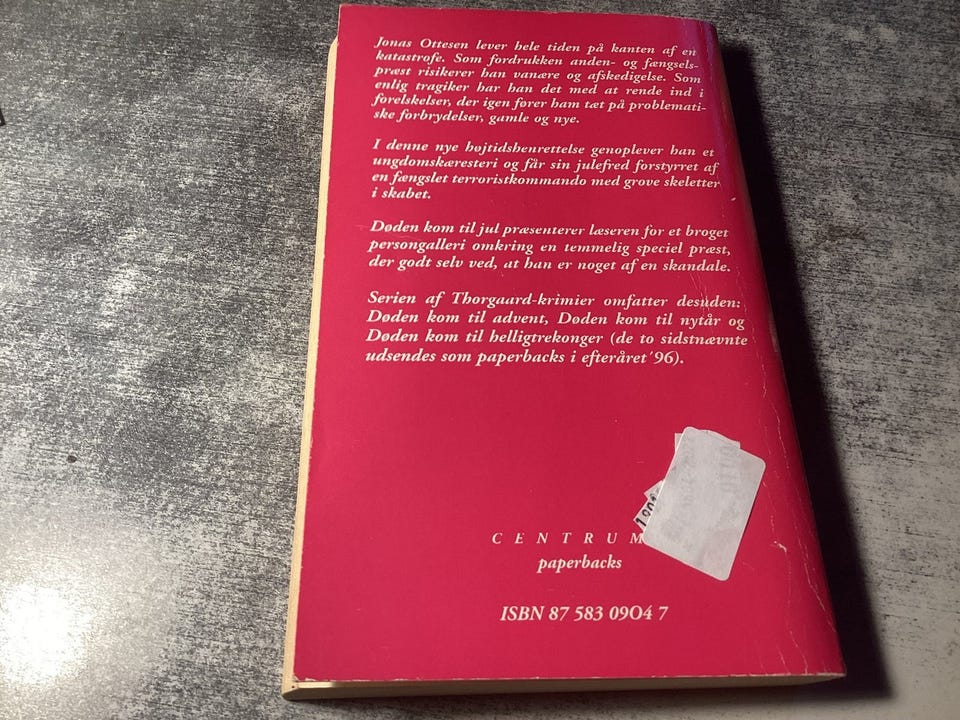 Jonas Ottesen lever hele tiden på kanten af en
katastrofe. Som fordrukken anden- og fængsels-
præst risikerer han vanære og afskedigelse. Som
enlig tragiker har han det med at rende ind i
forelskelser, der igen fører ham tæt på problemati-
ske forbrydelser, gamle og nye.
I denne nye højtidshenrettelse genoplever han et
ungdomskæresteri og får sin julefred forstyrret af
en fængslet terroristkommando med grove skeletter
i skabet.
Døden kom til jul præsenterer læseren for et broget
persongalleri omkring en temmelig speciel præst,
der godt selv ved, at han er noget af en skandale.
Serien af Thorgaard-krimier omfatter desuden:
Døden kom til advent, Døden kom til nytår og
Døden kom til helligtrekonger (de to sidstnævnte
udsendes som paperbacks i efteråret '96).
CENTRUM
paperbacks
ISBN 87 583 0904 7